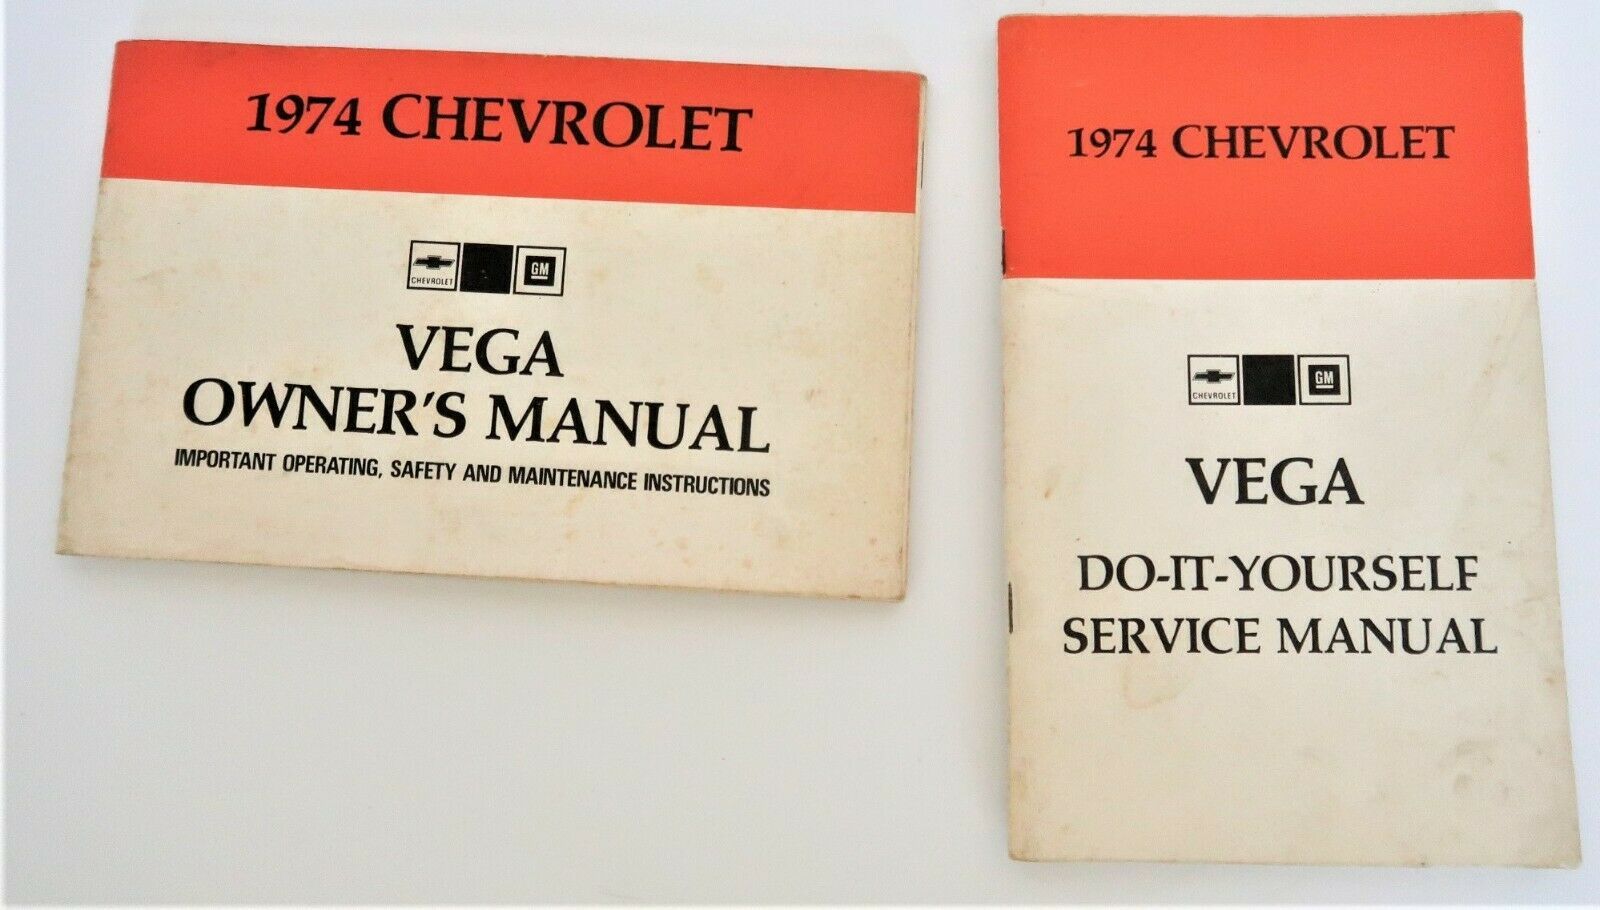 1974 CHEVROLET
CHEVROLET
GM
VEGA
OWNER'S MANUAL
IMPORTANT OPERATING, SAFETY AND MAINTENANCE INSTRUCTIONS
1974 CHEVROLET
CHEVROLET
GM
VEGA
DO-IT-YOURSELF
SERVICE MANUAL